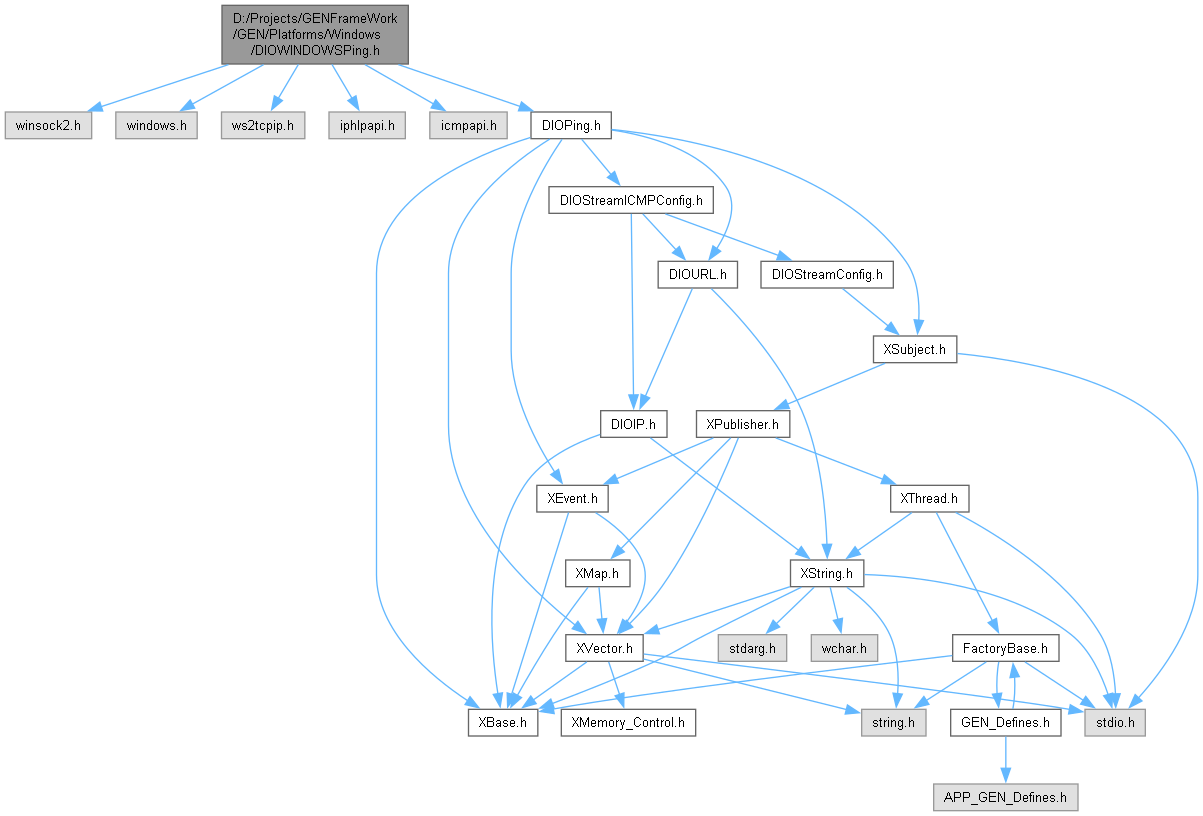 D:/Projects/GENFrameWork
/GEN/Platforms/Windows
/DIOWINDOWSPing.h
winsock2.h
windows.h
ws2tcpip.h
iphlpapi.h
icmpapi.h
DIOPing.h
DIOStreamICMPConfig.h
DIOURL.h
DIOStreamConfig.h
XSubject.h
DIOIP.h
XPublisher.h
XEvent.h
XThread.h
XMap.h
XString.h
XVector.h
stdarg.h
wchar.h
FactoryBase.h
XBase.h
XMemory_Control.h
string.h
GEN_Defines.h
stdio.h
APP_GEN_Defines.h